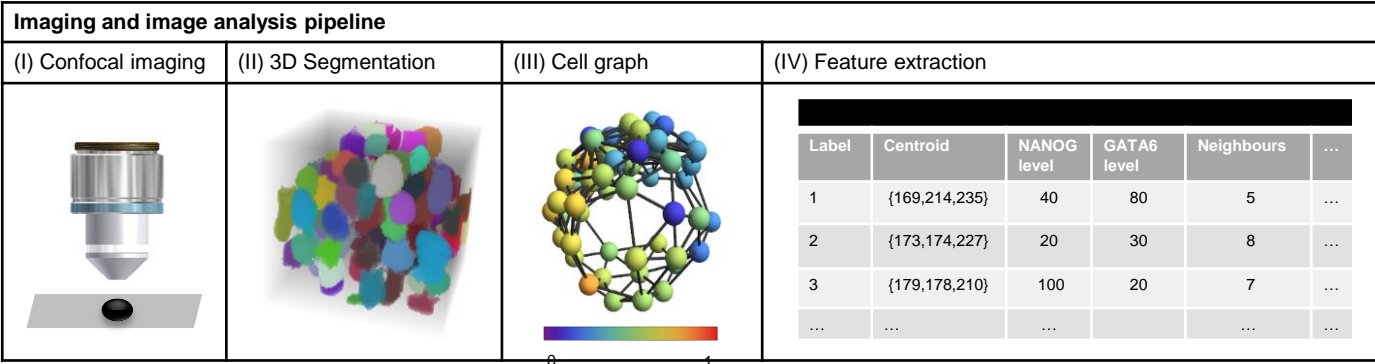 Imaging and image analysis pipeline
(I) Confocal imaging (II) 3D Segmentation (III) Cell graph (IV) Feature extraction
Label Centroid NANOG level GATA6 level Neighbours …
1 {169,214,235} 40 80 5 …
2 {173,174,227} 20 30 8 …
3 {179,178,210} 100 20 7 …
… … … … …
0 1